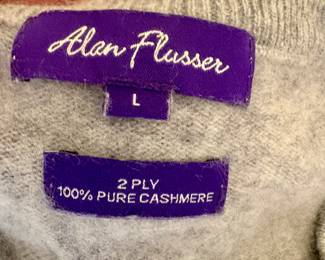 Alan Flusser
L
2 PLY
100% PURE CASHMERE